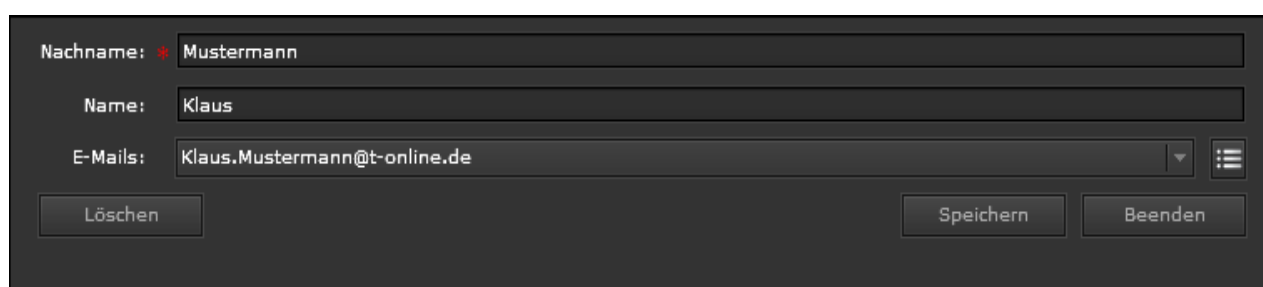 Nachname: * Mustermann
Name: Klaus
E-Mails: Klaus.Mustermann@t-online.de
Löschen Speichern Beenden